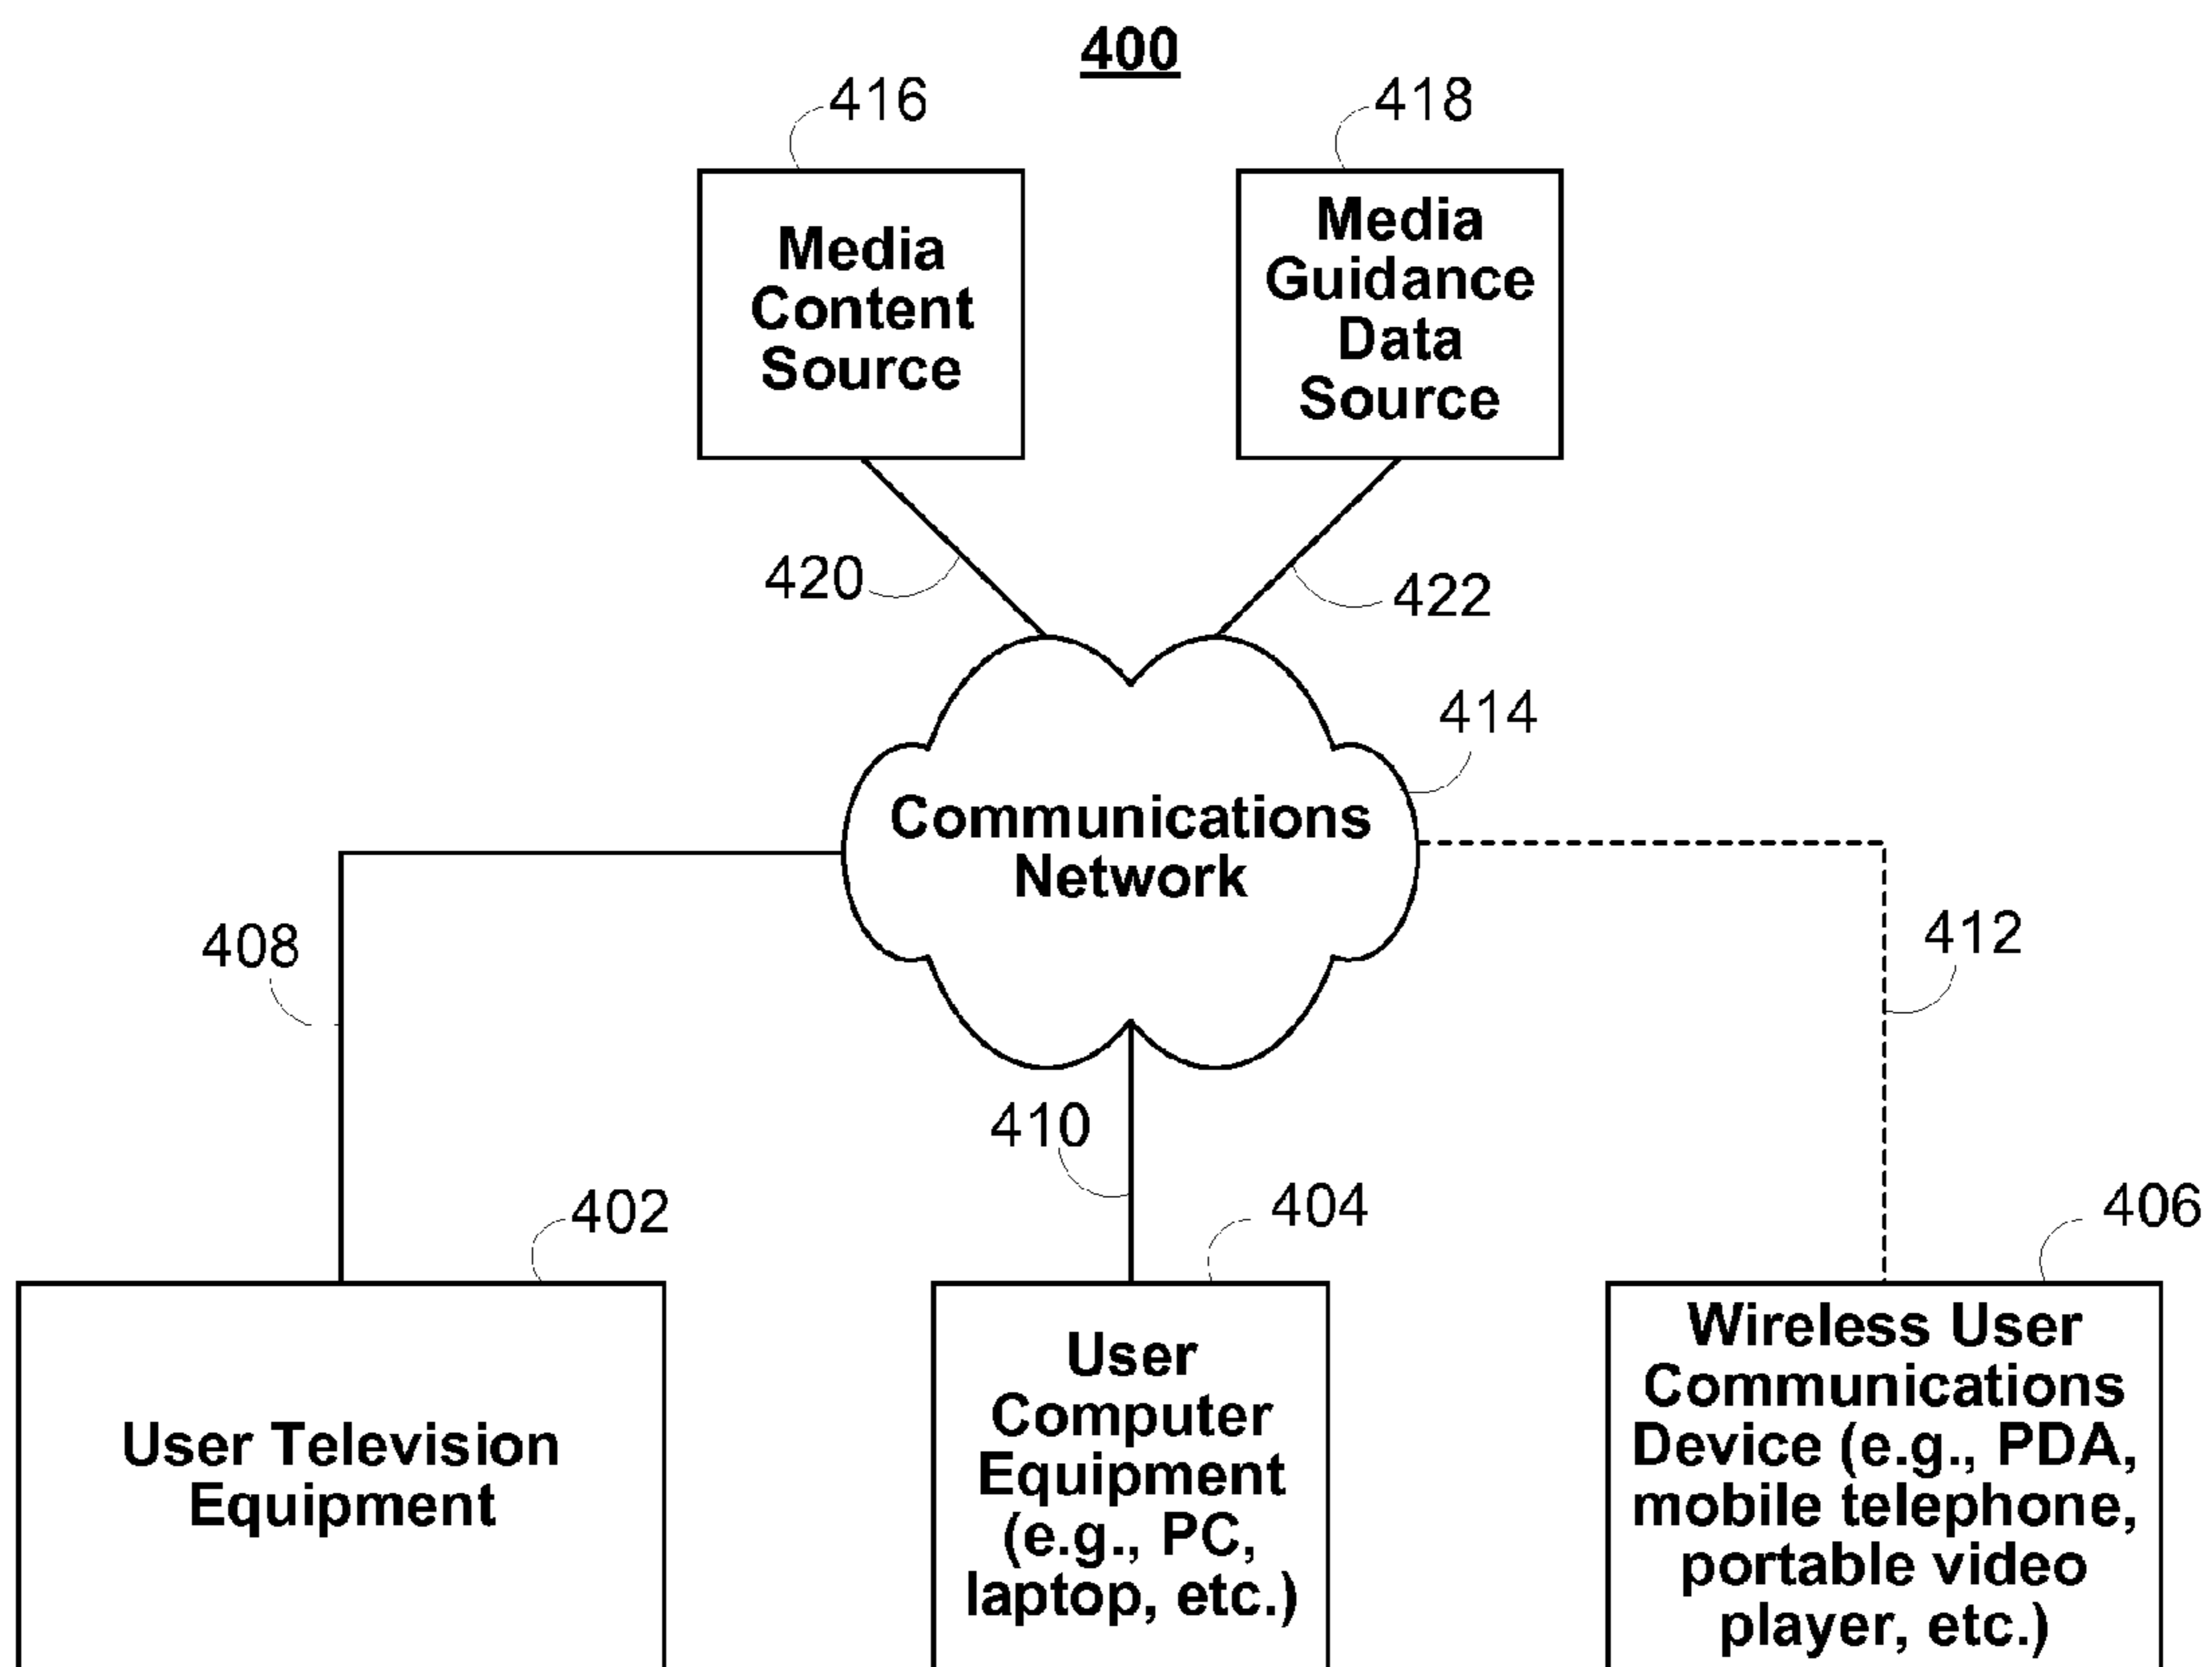 400
416
418
Media
Content
Source
Media
Guidance
Data
Source
420
422
414
Communications
Network
408
412
410
402
404
406
User Television
Equipment
User
Computer
Equipment
(e.g., PC,
laptop, etc.)
Wireless User
Communications
Device (e.g., PDA,
mobile telephone,
portable video
player, etc.)